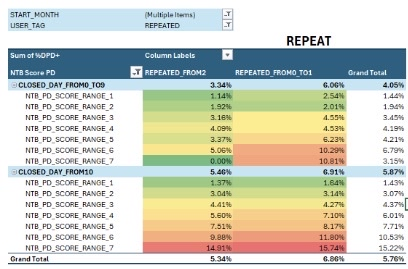 START_MONTH (Multiple Items)
USER_TAG REPEATED
REPEAT
Sum of %OPD+ Column Labels
NTB Score PD REPEATED_FROM2 REPEATED_FROM0_TO1 Grand Total
CLOSED_DAY_FROM0_TO9 3.34% 6.06% 4.05%
NTB_PD_SCORE_RANGE_1 1.14% 2.54% 1.44%
NTB_PD_SCORE_RANGE_2 1.92% 2.01% 1.94%
NTB_PD_SCORE_RANGE_3 3.16% 4.55% 3.45%
NTB_PD_SCORE_RANGE_4 4.09% 4.53% 4.19%
NTB_PD_SCORE_RANGE_5 3.37% 6.23% 4.21%
NTB_PD_SCORE_RANGE_6 5.06% 10.29% 6.79%
NTB_PD_SCORE_RANGE_7 0.00% 10.81% 3.15%
CLOSED_DAY_FROM10 5.46% 6.91% 5.87%
NTB_PD_SCORE_RANGE_1 1.37% 1.64% 1.43%
NTB_PD_SCORE_RANGE_2 3.04% 3.14% 3.07%
NTB_PD_SCORE_RANGE_3 4.41% 4.27% 4.37%
NTB_PD_SCORE_RANGE_4 5.60% 7.10% 6.01%
NTB_PD_SCORE_RANGE_5 7.51% 8.17% 7.71%
NTB_PD_SCORE_RANGE_6 9.88% 11.80% 10.53%
NTB_PD_SCORE_RANGE_7 14.91% 15.74% 15.22%
Grand Total 5.34% 6.86% 5.76%